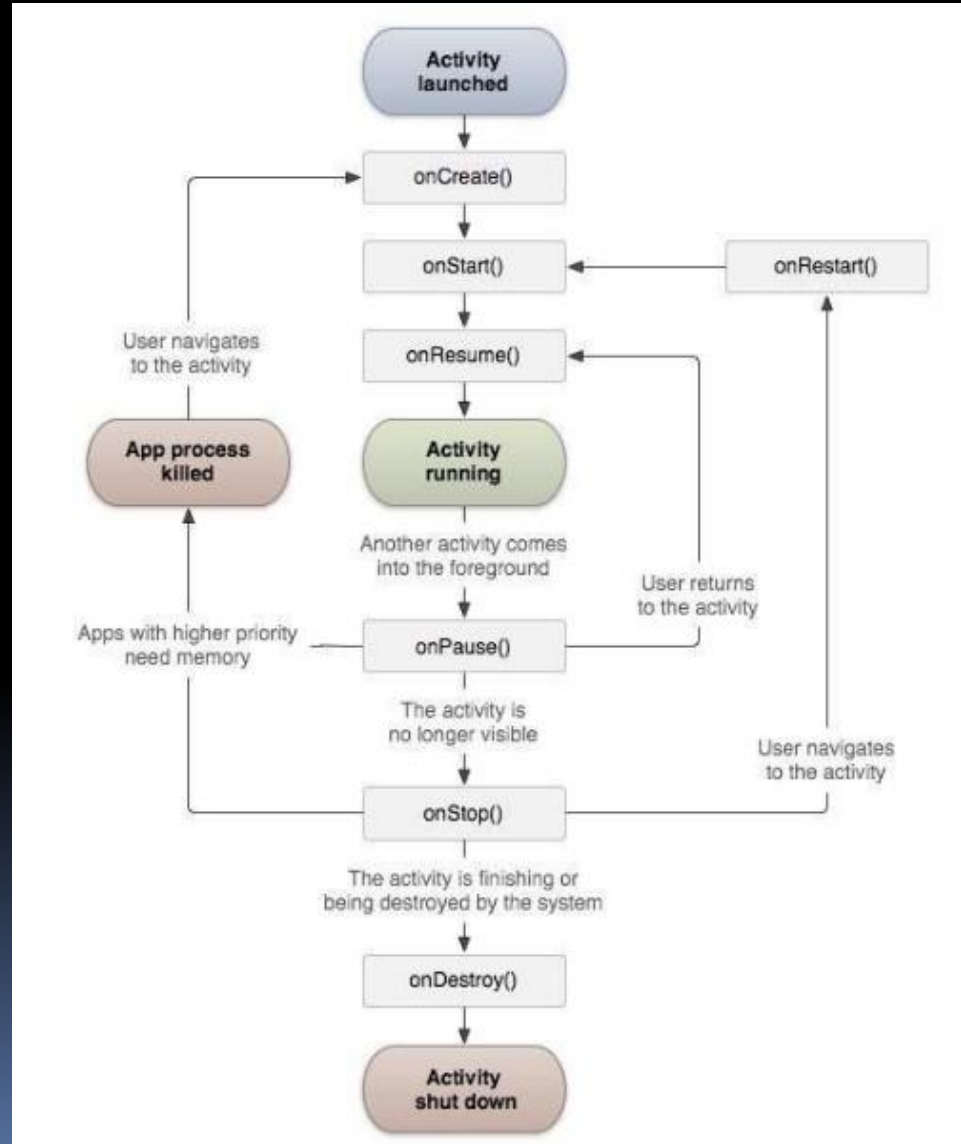 Activity
launched
onCreate()
onStart()
onRestart()
User navigates
to the activity
onResume()
App process
killed
Activity
running
Another activity comes
into the foreground
User returns
to the activity
Apps with higher priority
need memory
onPause()
The activity is
no longer visible
User navigates
to the activity
onStop()
The activity is finishing or
being destroyed by the system
onDestroy()
Activity
shut down